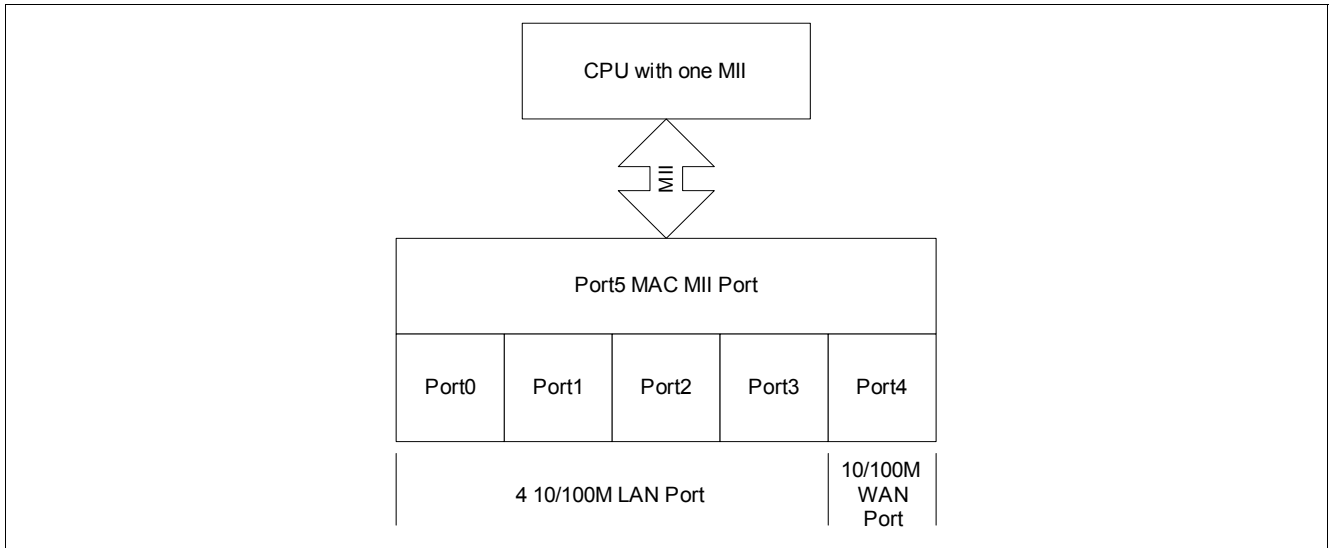 CPU with one MII
MII
Port5 MAC MII Port
Port0
Port1
Port2
Port3
Port4
4 10/100M LAN Port
10/100M
WAN
Port